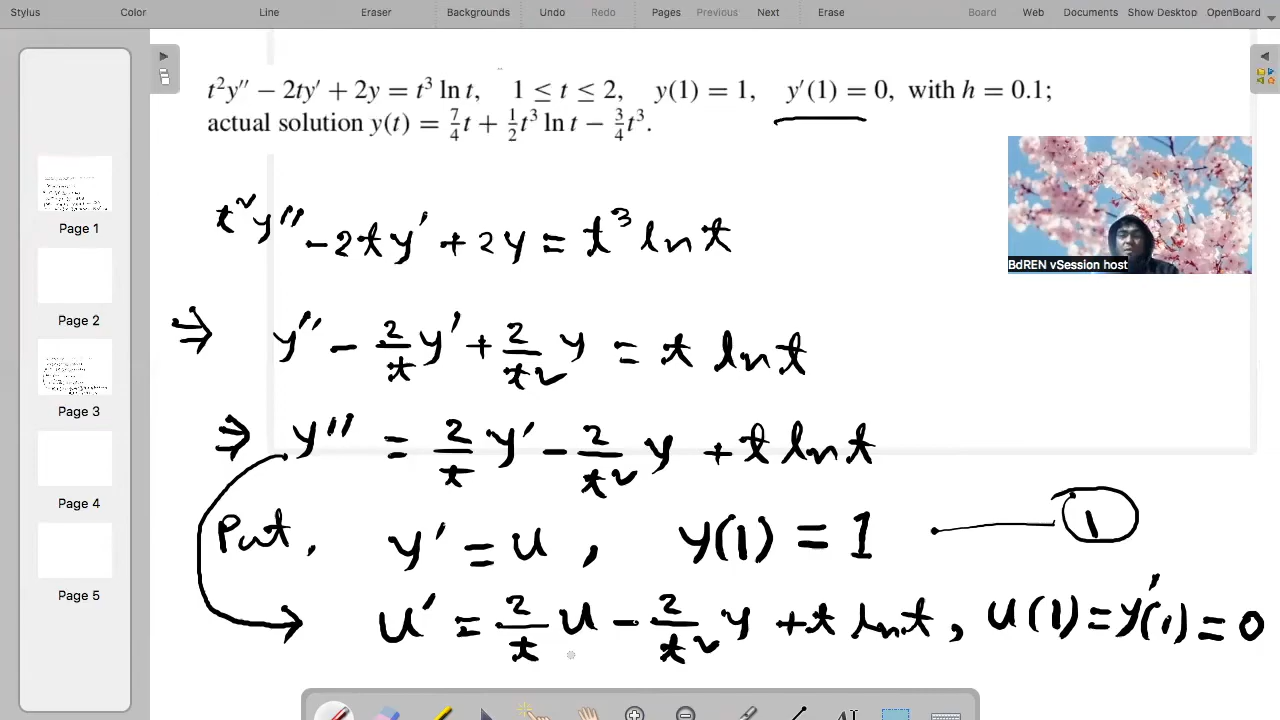 Stylus Color Line Eraser Backgrounds Undo Redo Pages Previous Next Erase Board Web Documents Show Desktop OpenBoard
t²y″ − 2ty′ + 2y = t³ ln t, 1 ≤ t ≤ 2, y(1) = 1, y′(1) = 0, with h = 0.1;
actual solution y(t) = 7/4 t + 1/2 t³ ln t − 3/4 t³.
BdREN vSession host
Page 1
Page 2
Page 3
Page 4
Page 5
t²y″ − 2ty′ + 2y = t³ ln t
⇒ y″ − 2/t y′ + 2/t² y = t ln t
⇒ y″ = 2/t y′ − 2/t² y + t ln t
Put, y′ = u, y(1) = 1 ①
u′ = 2/t u − 2/t² y + t ln t, u(1) = y′(1) = 0